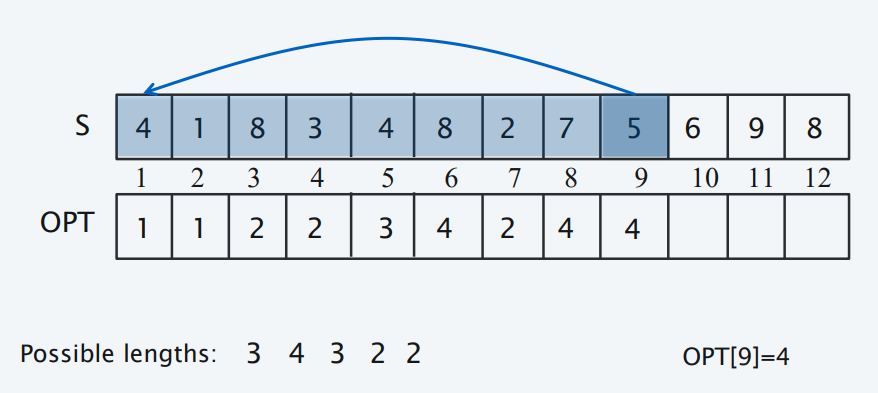 S 4 1 8 3 4 8 2 7 5 6 9 8
1 2 3 4 5 6 7 8 9 10 11 12
OPT 1 1 2 2 3 4 2 4 4
Possible lengths: 3 4 3 2 2
OPT[9]=4